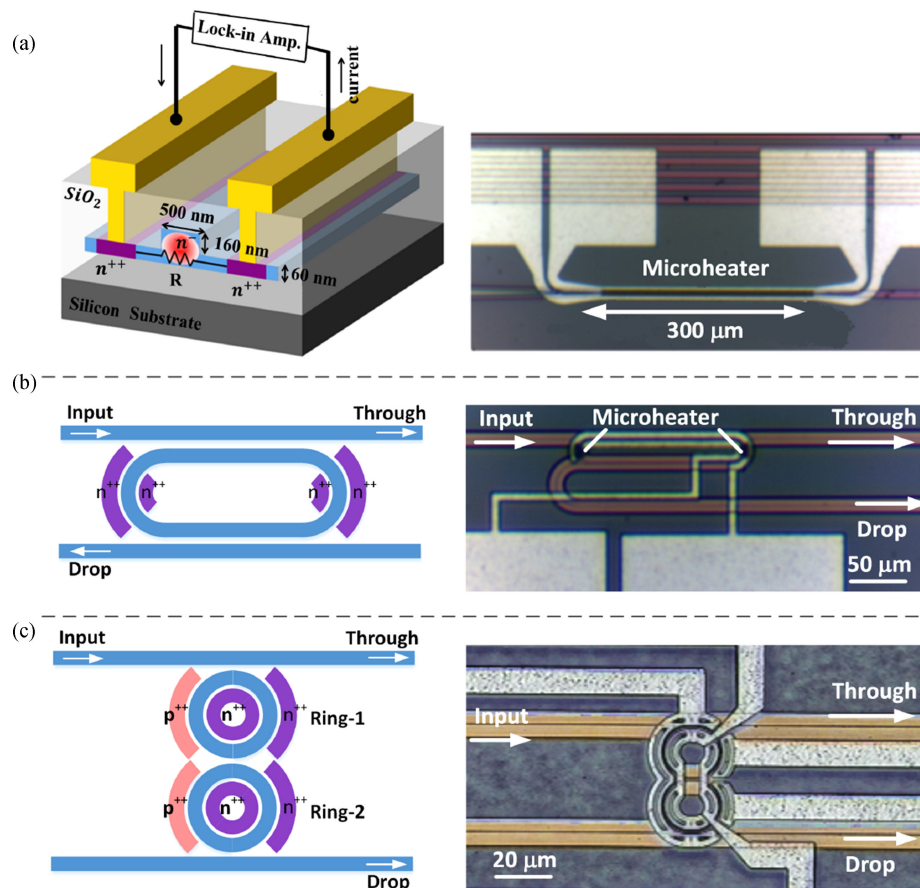 (a)
Lock-in Amp.
current
SiO₂
500 nm
n⁻
160 nm
n⁺⁺
R
n⁺⁺
60 nm
Silicon Substrate
Microheater
300 μm
(b)
Input
Through
n⁺⁺
n⁺⁺
n⁺⁺
n⁺⁺
Drop
Input
Microheater
Through
Drop
50 μm
(c)
Input
Through
p⁺⁺
n⁺⁺
n⁺⁺
Ring-1
p⁺⁺
n⁺⁺
n⁺⁺
Ring-2
Drop
Input
Through
20 μm
Drop